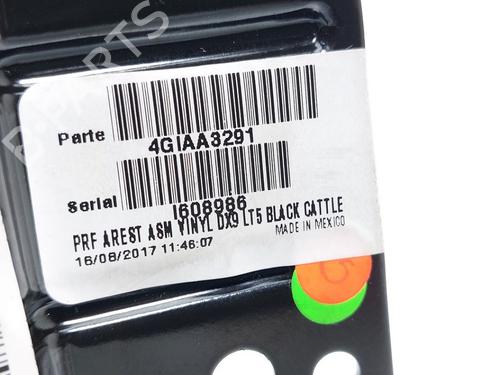 B-PARTS
Parte
4GIAA3291
Serial
I608986
PRF AREST ASM VINYL DX9 LT5 BLACK CATTLE
MADE IN MEXICO
16/08/2017 11:46:07